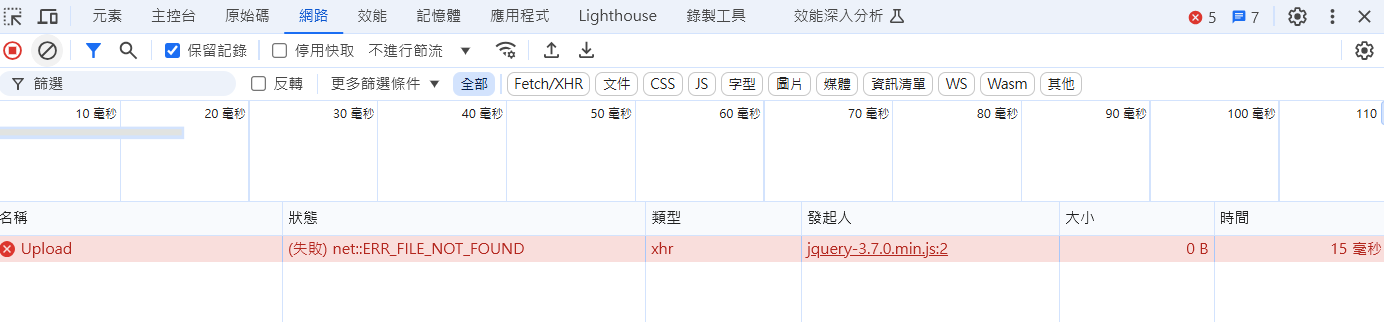 元素 主控台 原始碼 網路 效能 記憶體 應用程式 Lighthouse 錄製工具 效能深入分析 5 7
保留記錄 停用快取 不進行節流
篩選 反轉 更多篩選條件 全部 Fetch/XHR 文件 CSS JS 字型 圖片 媒體 資訊清單 WS Wasm 其他
10 毫秒 20 毫秒 30 毫秒 40 毫秒 50 毫秒 60 毫秒 70 毫秒 80 毫秒 90 毫秒 100 毫秒 110
名稱 狀態 類型 發起人 大小 時間
Upload (失敗) net::ERR_FILE_NOT_FOUND xhr jquery-3.7.0.min.js:2 0 B 15 毫秒